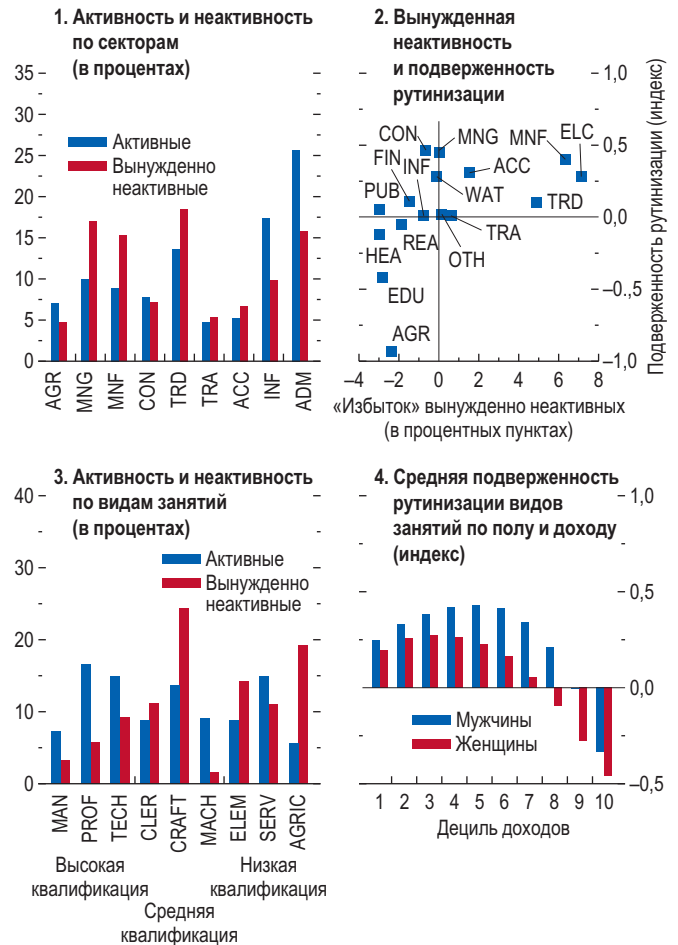 1. Активность и неактивность
по секторам
(в процентах)
35
30
25
20
15
10
5
0
Активные
Вынужденно
неактивные
AGR
MNG
MNF
CON
TRD
TRA
ACC
INF
ADM
2. Вынужденная
неактивность
и подверженность
рутинизации
1,0
0,5
0,0
–0,5
–1,0
Подверженность рутинизации (индекс)
CON
MNG
MNF
ELC
FIN
INF
ACC
PUB
WAT
TRD
HEA
REA
OTH
TRA
EDU
AGR
–4
–2
0
2
4
6
8
«Избыток» вынужденно неактивных
(в процентных пунктах)
3. Активность и неактивность
по видам занятий
(в процентах)
40
30
20
10
0
Активные
Вынужденно
неактивные
MAN
PROF
TECH
CLER
CRAFT
MACH
ELEM
SERV
AGRIC
Высокая
квалификация
Средняя
квалификация
Низкая
квалификация
4. Средняя подверженность
рутинизации видов
занятий по полу и доходу
(индекс)
1,0
0,5
0,0
–0,5
Мужчины
Женщины
1 2 3 4 5 6 7 8 9 10
Дециль доходов